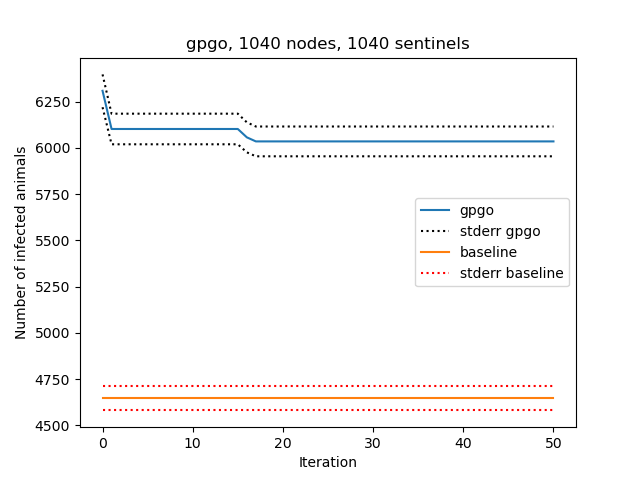 gpgo, 1040 nodes, 1040 sentinels
Number of infected animals
6250
6000
5750
5500
5250
5000
4750
4500
gpgo
stderr gpgo
baseline
stderr baseline
0 10 20 30 40 50
Iteration